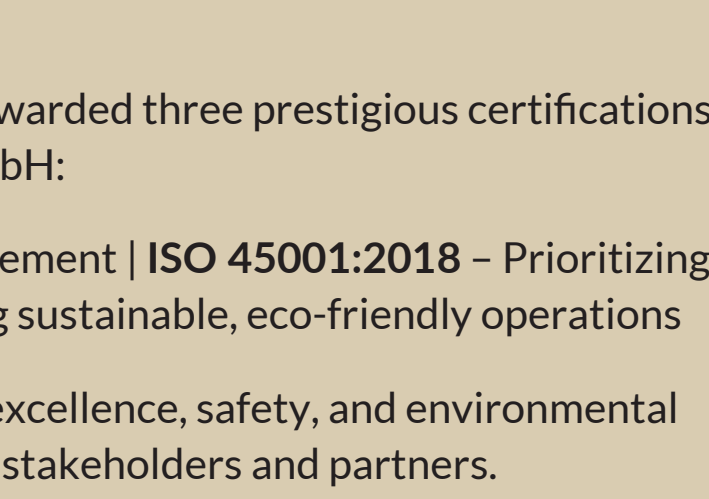 warded three prestigious certifications
bH:
ement | ISO 45001:2018 – Prioritizing
g sustainable, eco-friendly operations
excellence, safety, and environmental
stakeholders and partners.